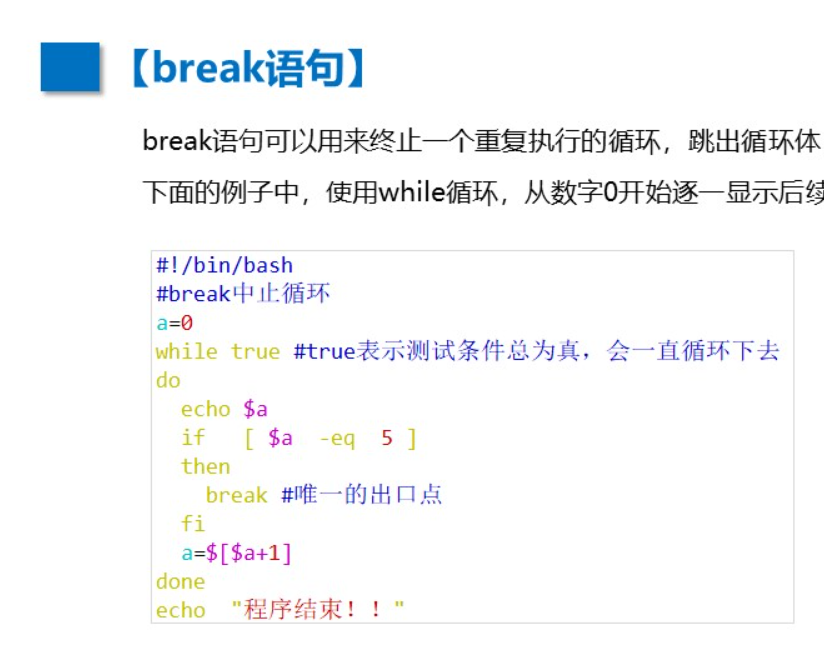 【break语句】
break语句可以用来终止一个重复执行的循环，跳出循环体
下面的例子中，使用while循环，从数字0开始逐一显示后续
#!/bin/bash
#break中止循环
a=0
while true #true表示测试条件总为真，会一直循环下去
do
  echo $a
  if   [ $a  -eq  5 ]
  then
    break #唯一的出口点
  fi
  a=$[$a+1]
done
echo  "程序结束！！"